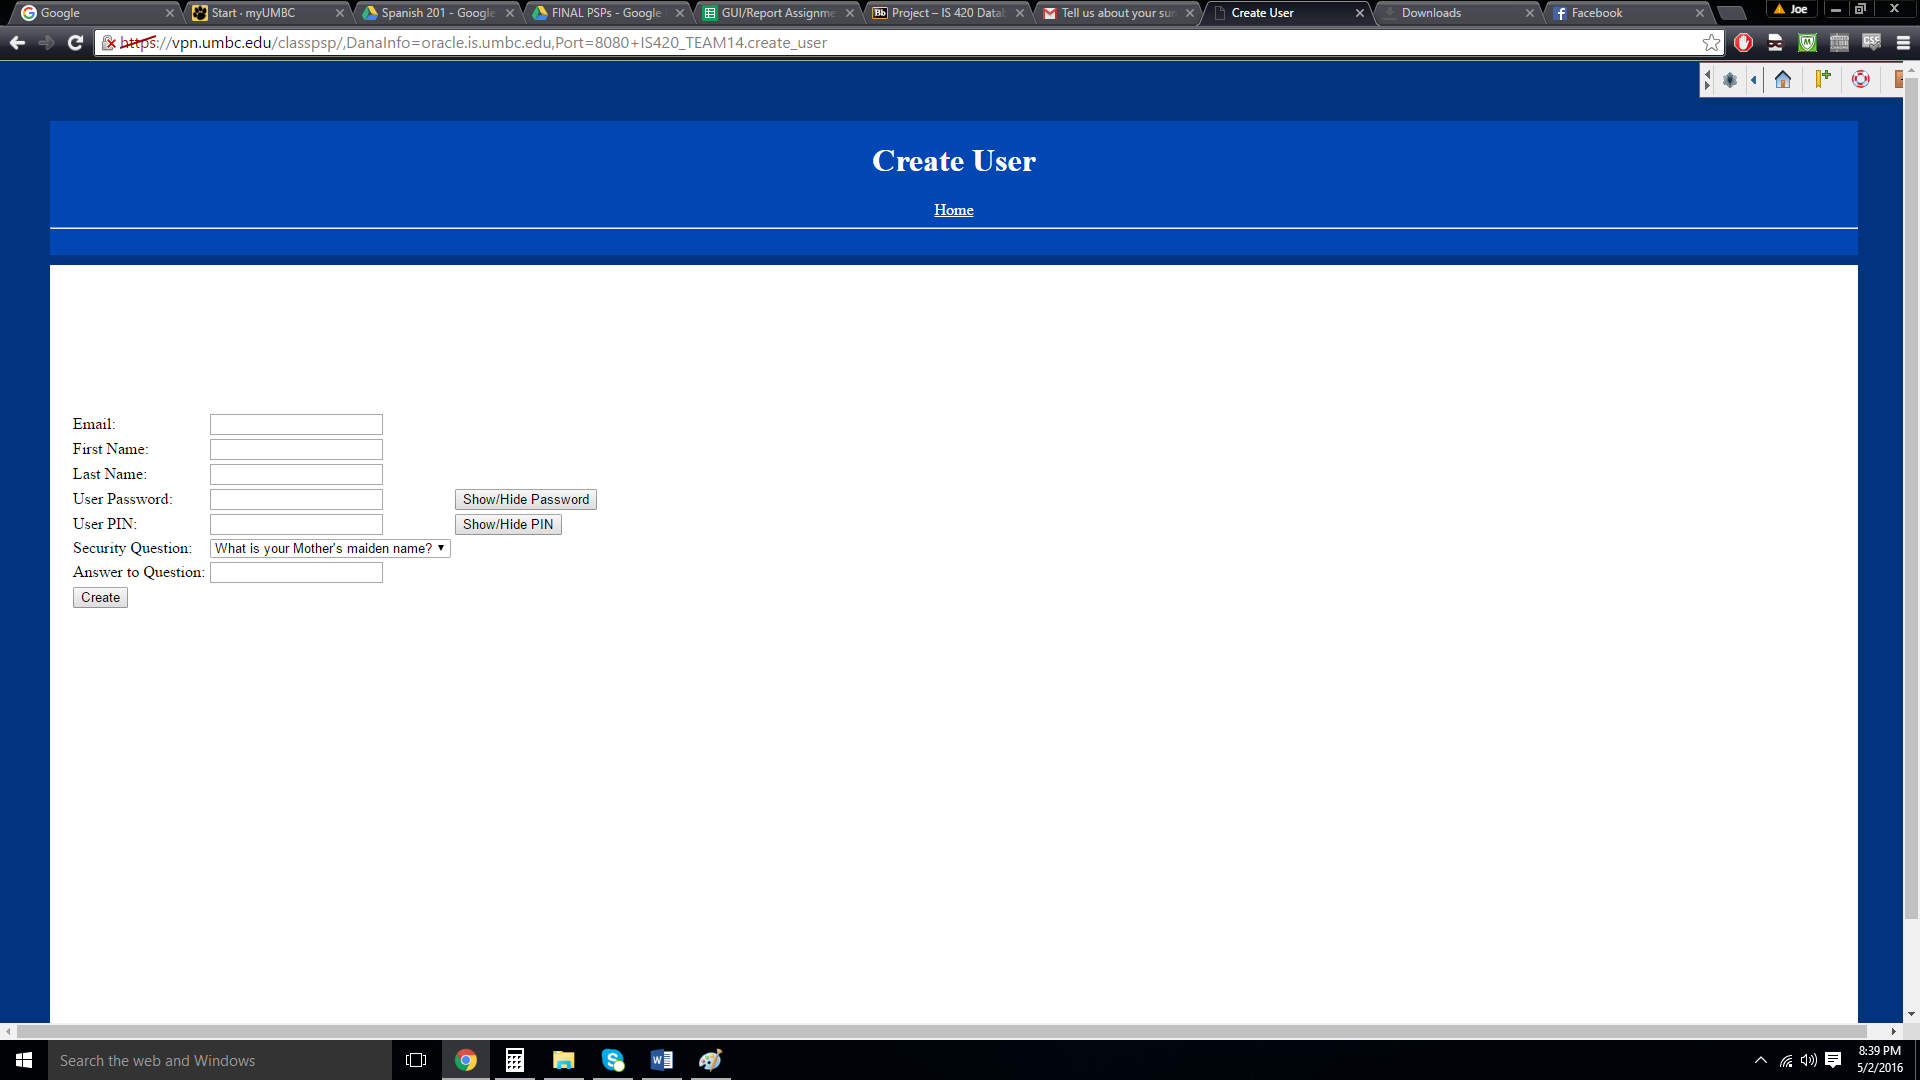 Google
Start · myUMBC
Spanish 201 - Google
FINAL PSPs - Google
GUI/Report Assignme
Project – IS 420 Datab
Tell us about your sur
Create User
Downloads
Facebook
Joe
https://vpn.umbc.edu/classpsp/,DanaInfo=oracle.is.umbc.edu,Port=8080+IS420_TEAM14.create_user
Create User
Home
Email:
First Name:
Last Name:
User Password: Show/Hide Password
User PIN: Show/Hide PIN
Security Question: What is your Mother's maiden name?
Answer to Question:
Create
Search the web and Windows
8:39 PM
5/2/2016